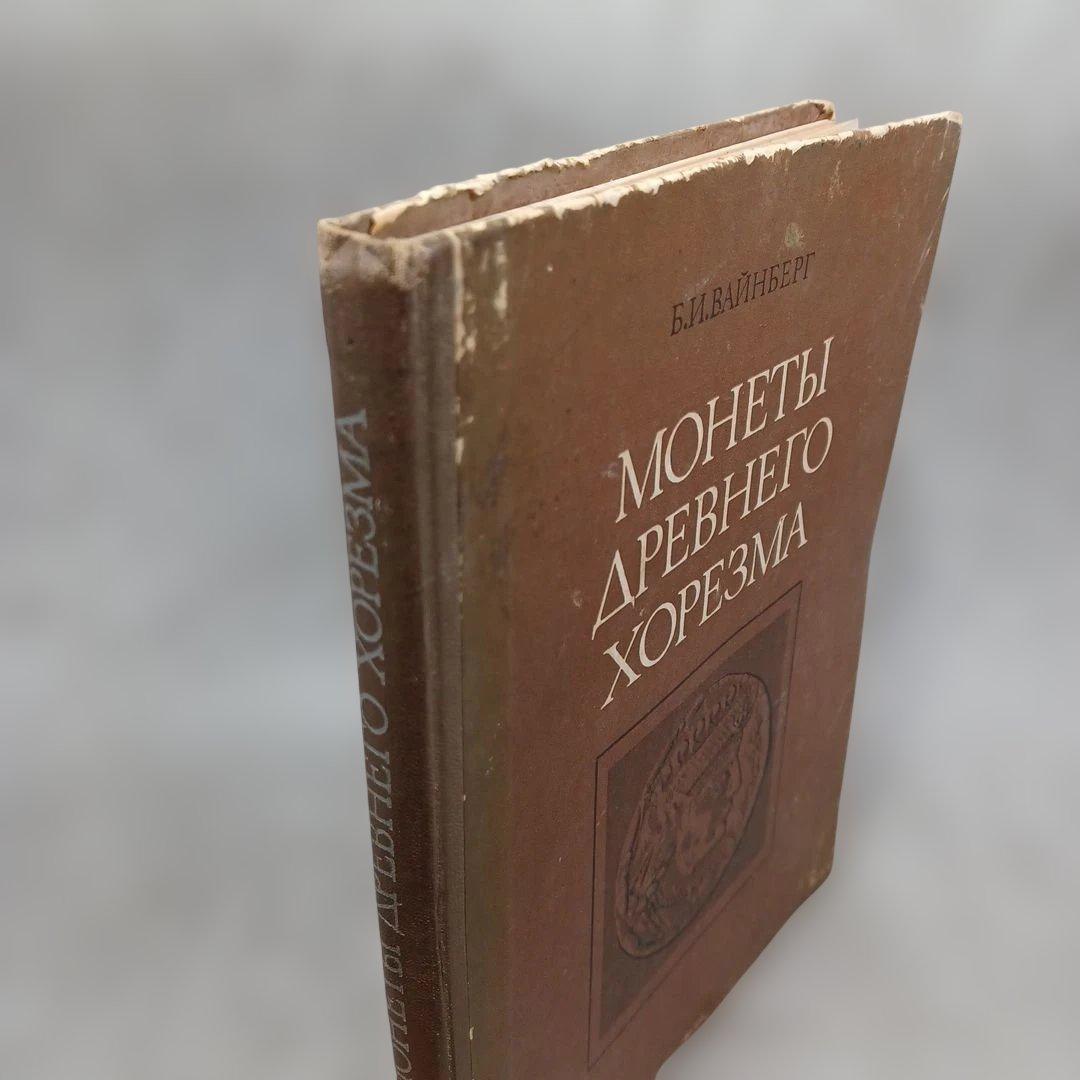 Б.И.ВАЙНБЕРГ
МОНЕТЫ
ДРЕВНЕГО
ХОРЕЗМА
МОНЕТЫ ДРЕВНЕГО ХОРЕЗМА